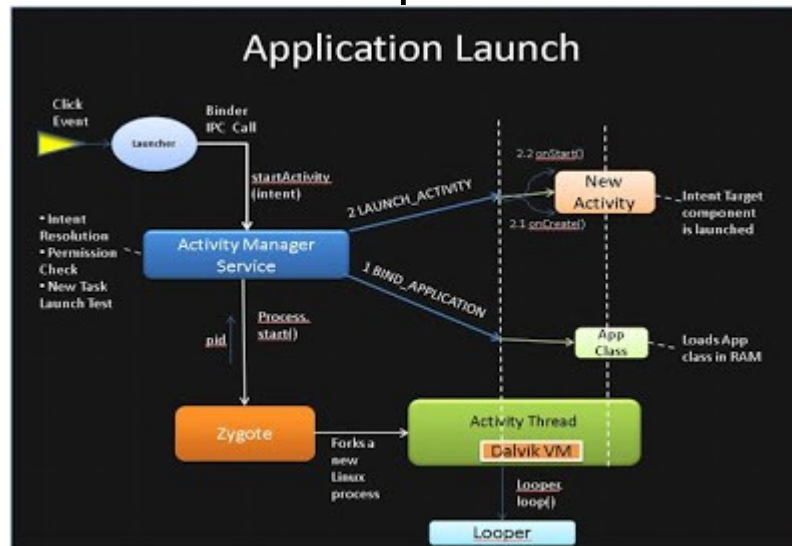 Application Launch
Click
Event
Launcher
Binder
IPC Call
startActivity
(intent)
• Intent
Resolution
• Permission
Check
• New Task
Launch Test
Activity Manager
Service
2 LAUNCH_ACTIVITY
1 BIND_APPLICATION
2.2 onStart()
New
Activity
2.1 onCreate()
Intent Target
component
is launched
App
Class
Loads App
class in RAM
pid
Process.
start()
Zygote
Forks a
new
Linux
process
Activity Thread
Dalvik VM
Looper.
loop()
Looper